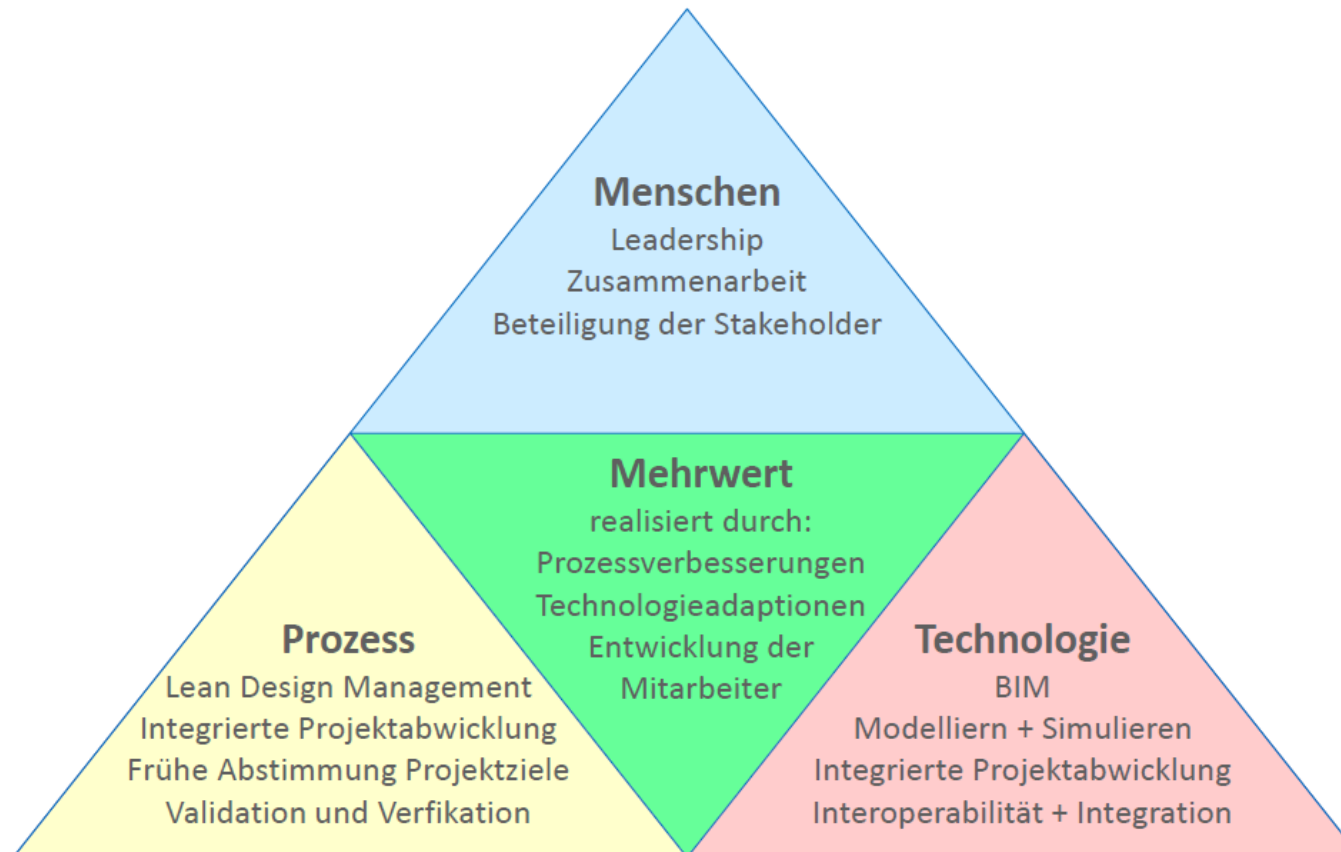 Menschen
Leadership
Zusammenarbeit
Beteiligung der Stakeholder
Mehrwert
realisiert durch:
Prozessverbesserungen
Technologieadaptionen
Entwicklung der
Mitarbeiter
Prozess
Lean Design Management
Integrierte Projektabwicklung
Frühe Abstimmung Projektziele
Validation und Verfikation
Technologie
BIM
Modelliern + Simulieren
Integrierte Projektabwicklung
Interoperabilität + Integration